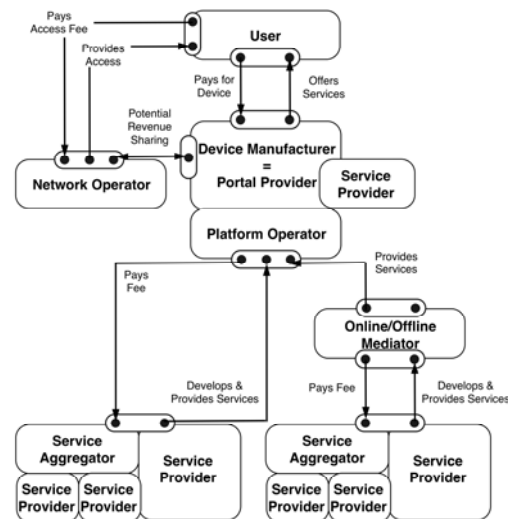 Pays
Access Fee
Provides
Access
User
Pays for
Device
Offers
Services
Potential
Revenue
Sharing
Network Operator
Device Manufacturer
=
Portal Provider
Service
Provider
Platform Operator
Pays
Fee
Provides
Services
Online/Offline
Mediator
Develops &
Provides Services
Pays Fee
Develops &
Provides Services
Service
Aggregator
Service
Provider
Service
Provider
Service
Provider
Service
Aggregator
Service
Provider
Service
Provider
Service
Provider